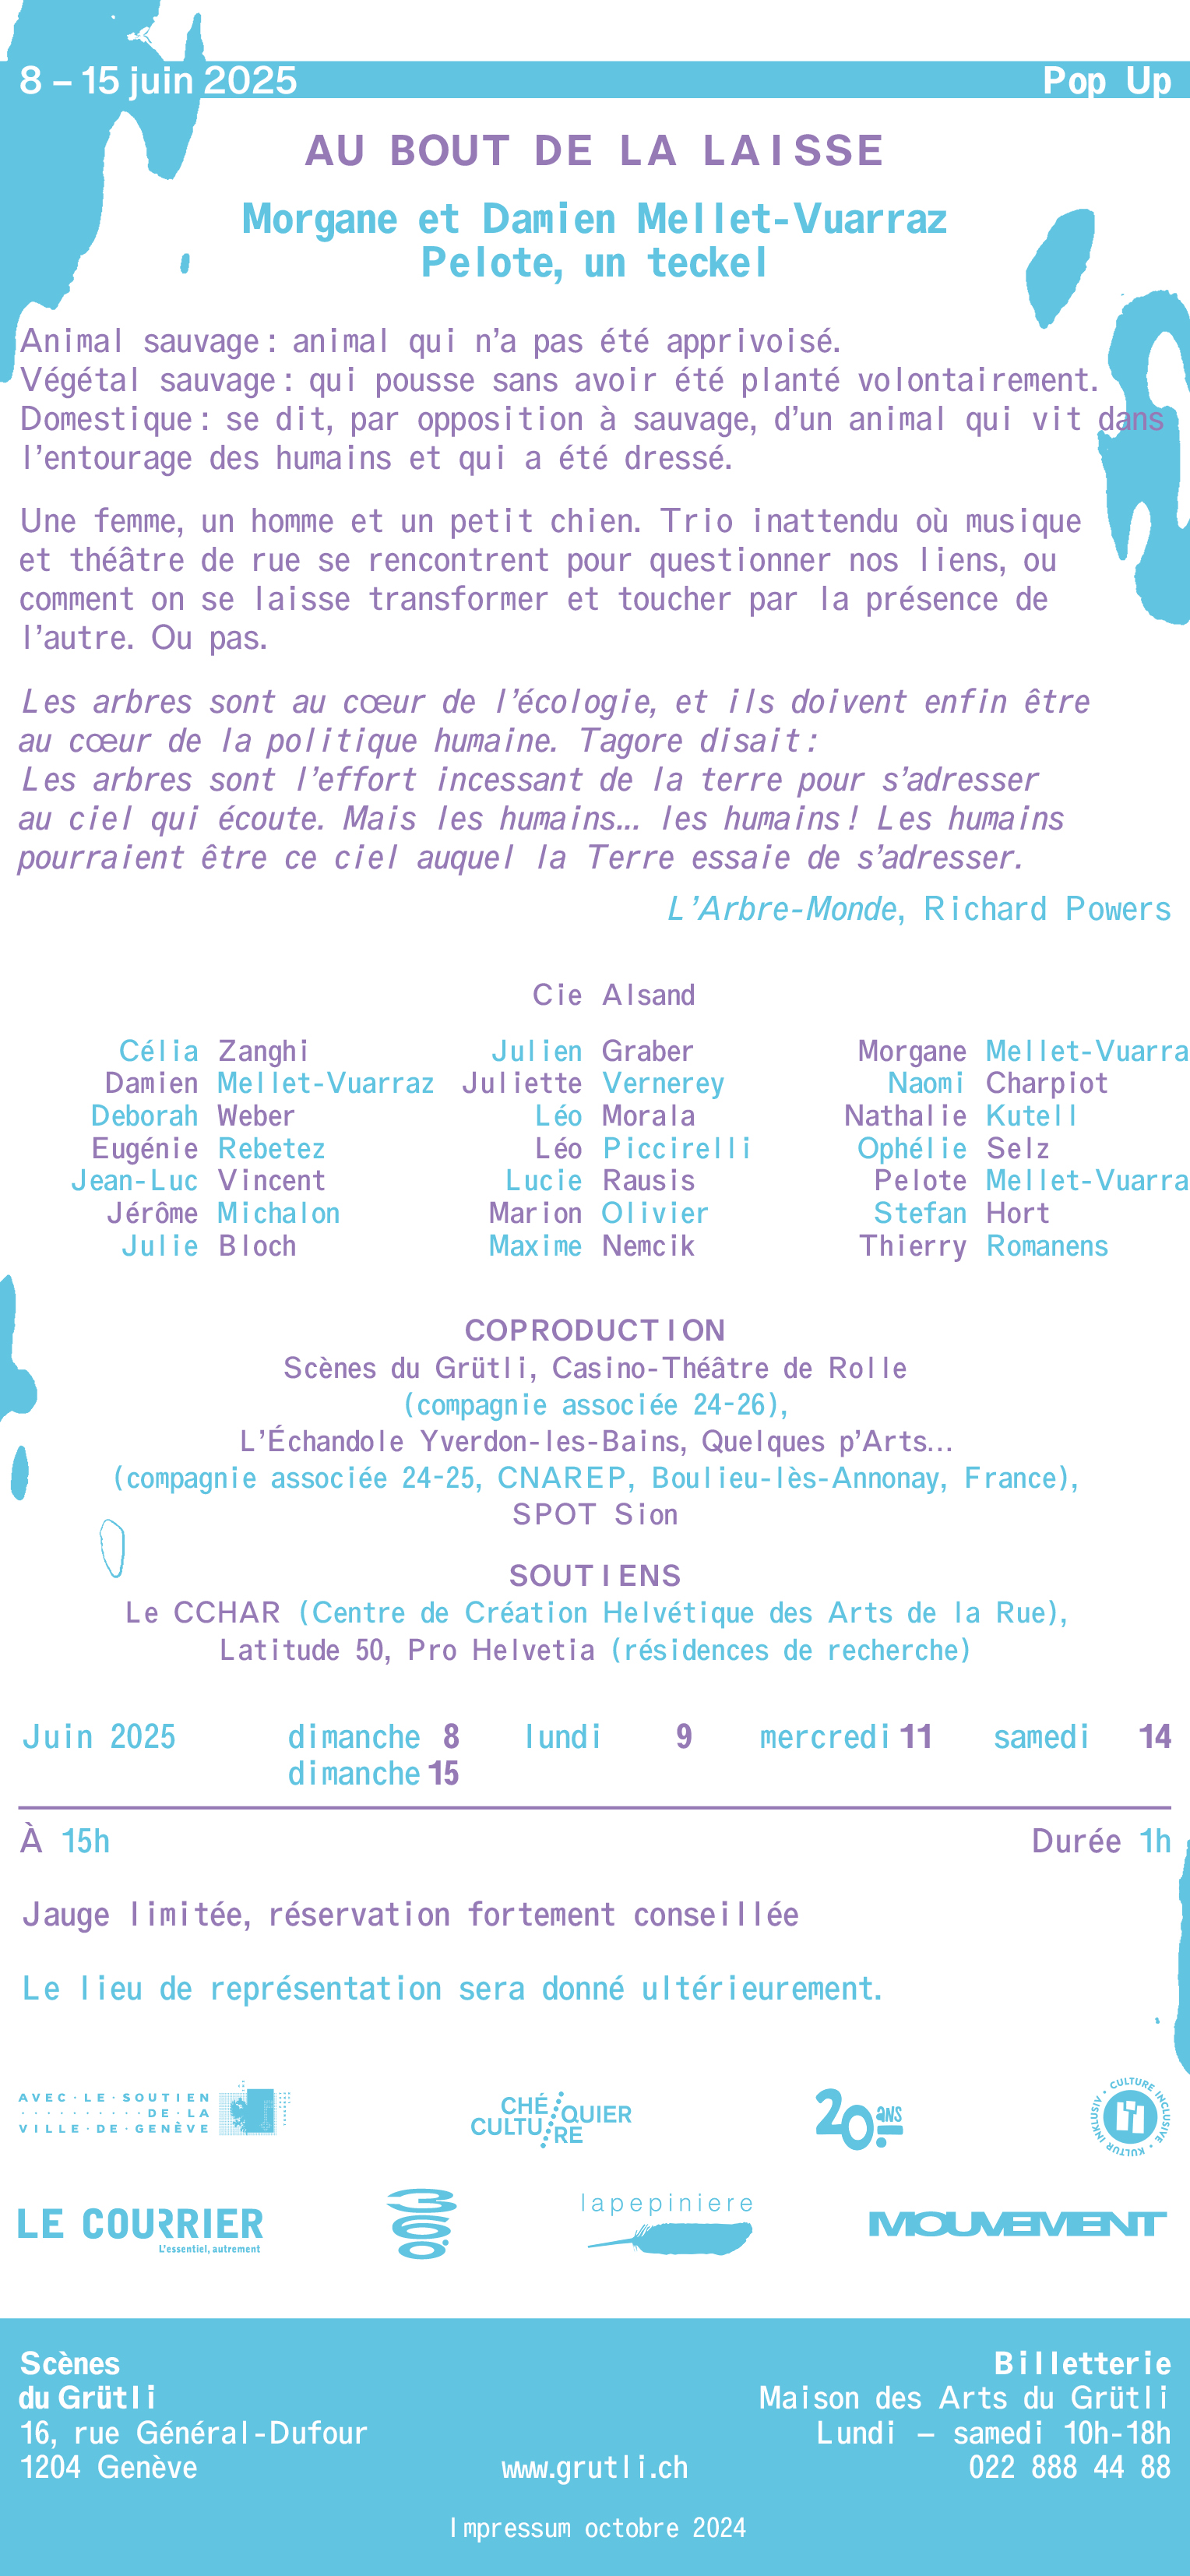 8 – 15 juin 2025 Pop Up
AU BOUT DE LA LAISSE
Morgane et Damien Mellet-Vuarraz
Pelote, un teckel
Animal sauvage : animal qui n’a pas été apprivoisé.
Végétal sauvage : qui pousse sans avoir été planté volontairement.
Domestique : se dit, par opposition à sauvage, d’un animal qui vit dans
l’entourage des humains et qui a été dressé.
Une femme, un homme et un petit chien. Trio inattendu où musique
et théâtre de rue se rencontrent pour questionner nos liens, ou
comment on se laisse transformer et toucher par la présence de
l’autre. Ou pas.
Les arbres sont au cœur de l’écologie, et ils doivent enfin être
au cœur de la politique humaine. Tagore disait :
Les arbres sont l’effort incessant de la terre pour s’adresser
au ciel qui écoute. Mais les humains… les humains ! Les humains
pourraient être ce ciel auquel la Terre essaie de s’adresser.
L’Arbre-Monde, Richard Powers
Cie Alsand
Célia Zanghi Julien Graber Morgane Mellet-Vuarra
Damien Mellet-Vuarraz Juliette Vernerey Naomi Charpiot
Deborah Weber Léo Morala Nathalie Kutell
Eugénie Rebetez Léo Piccirelli Ophélie Selz
Jean-Luc Vincent Lucie Rausis Pelote Mellet-Vuarra
Jérôme Michalon Marion Olivier Stefan Hort
Julie Bloch Maxime Nemcik Thierry Romanens
COPRODUCTION
Scènes du Grütli, Casino-Théâtre de Rolle
(compagnie associée 24-26),
L’Échandole Yverdon-les-Bains, Quelques p’Arts…
(compagnie associée 24-25, CNAREP, Boulieu-lès-Annonay, France),
SPOT Sion
SOUTIENS
Le CCHAR (Centre de Création Helvétique des Arts de la Rue),
Latitude 50, Pro Helvetia (résidences de recherche)
Juin 2025 dimanche 8 lundi 9 mercredi 11 samedi 14
dimanche 15
À 15h Durée 1h
Jauge limitée, réservation fortement conseillée
Le lieu de représentation sera donné ultérieurement.
AVEC·LE·SOUTIEN
DE·LA
VILLE·DE·GENÈVE
CHÉQUIER
CULTURE
20 ANS
CULTURE INCLUSIVE • KULTUR INKLUSIV •
LE COURRIER
L’essentiel, autrement
lapepiniere
MOUVEMENT
Scènes
du Grütli
16, rue Général-Dufour
1204 Genève
www.grutli.ch
Billetterie
Maison des Arts du Grütli
Lundi – samedi 10h-18h
022 888 44 88
Impressum octobre 2024